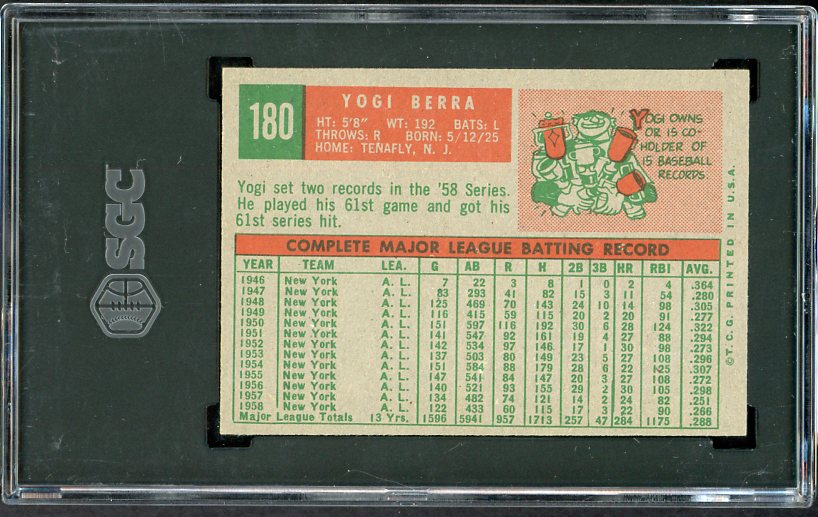 SGC
180
YOGI BERRA
HT: 5'8" WT: 192 BATS: L
THROWS: R BORN: 5/12/25
HOME: TENAFLY, N. J.
YOGI OWNS
OR IS CO-
HOLDER OF
15 BASEBALL
RECORDS.
Yogi set two records in the '58 Series.
He played his 61st game and got his
61st series hit.
COMPLETE MAJOR LEAGUE BATTING RECORD
YEAR TEAM LEA. G AB R H 2B 3B HR RBI AVG.
1946 New York A. L. 7 22 3 8 1 0 2 4 .364
1947 New York A. L. 83 293 41 82 15 3 11 54 .280
1948 New York A. L. 125 469 70 143 24 10 14 98 .305
1949 New York A. L. 116 415 59 115 20 2 20 91 .277
1950 New York A. L. 151 597 116 192 30 6 28 124 .322
1951 New York A. L. 141 547 92 161 19 4 27 88 .294
1952 New York A. L. 142 534 97 146 17 1 30 98 .273
1953 New York A. L. 137 503 80 149 23 5 27 108 .296
1954 New York A. L. 151 584 88 179 28 6 22 125 .307
1955 New York A. L. 147 541 84 147 20 3 27 108 .272
1956 New York A. L. 140 521 93 155 29 2 30 105 .298
1957 New York A. L. 134 482 74 121 14 2 24 82 .251
1958 New York A. L. 122 433 60 115 17 3 22 90 .266
Major League Totals 13 Yrs. 1596 5941 957 1713 257 47 284 1175 .288
©T.C.G. PRINTED IN U.S.A.